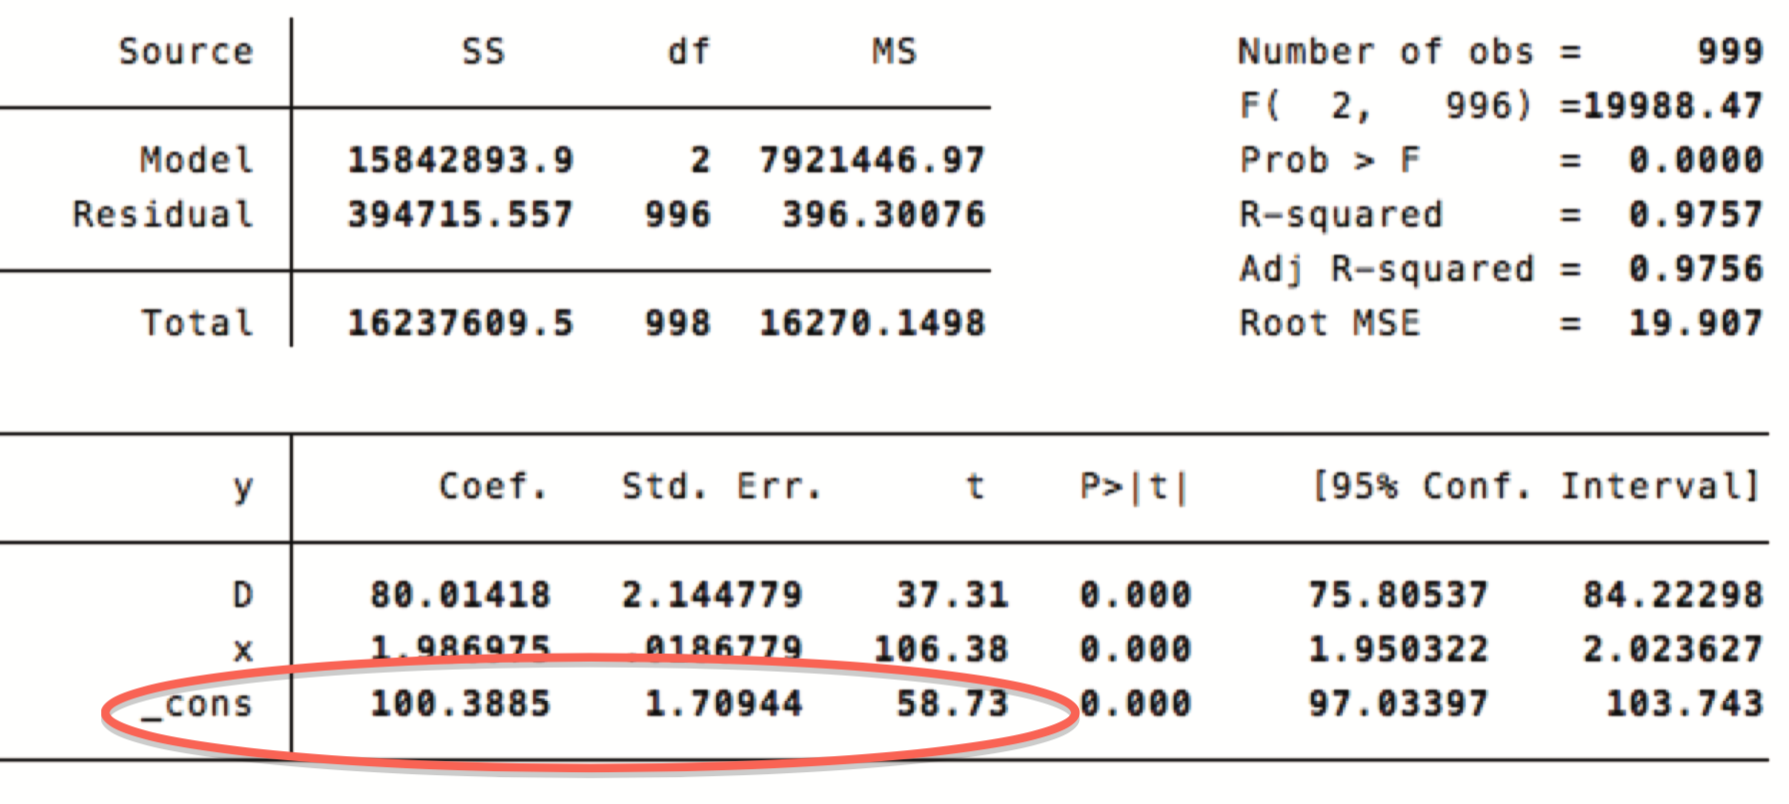 Source SS df MS Number of obs = 999
F( 2, 996) =19988.47
Model 15842893.9 2 7921446.97 Prob > F = 0.0000
Residual 394715.557 996 396.30076 R-squared = 0.9757
Adj R-squared = 0.9756
Total 16237609.5 998 16270.1498 Root MSE = 19.907
y Coef. Std. Err. t P>|t| [95% Conf. Interval]
D 80.01418 2.144779 37.31 0.000 75.80537 84.22298
x 1.986975 .0186779 106.38 0.000 1.950322 2.023627
_cons 100.3885 1.70944 58.73 0.000 97.03397 103.743